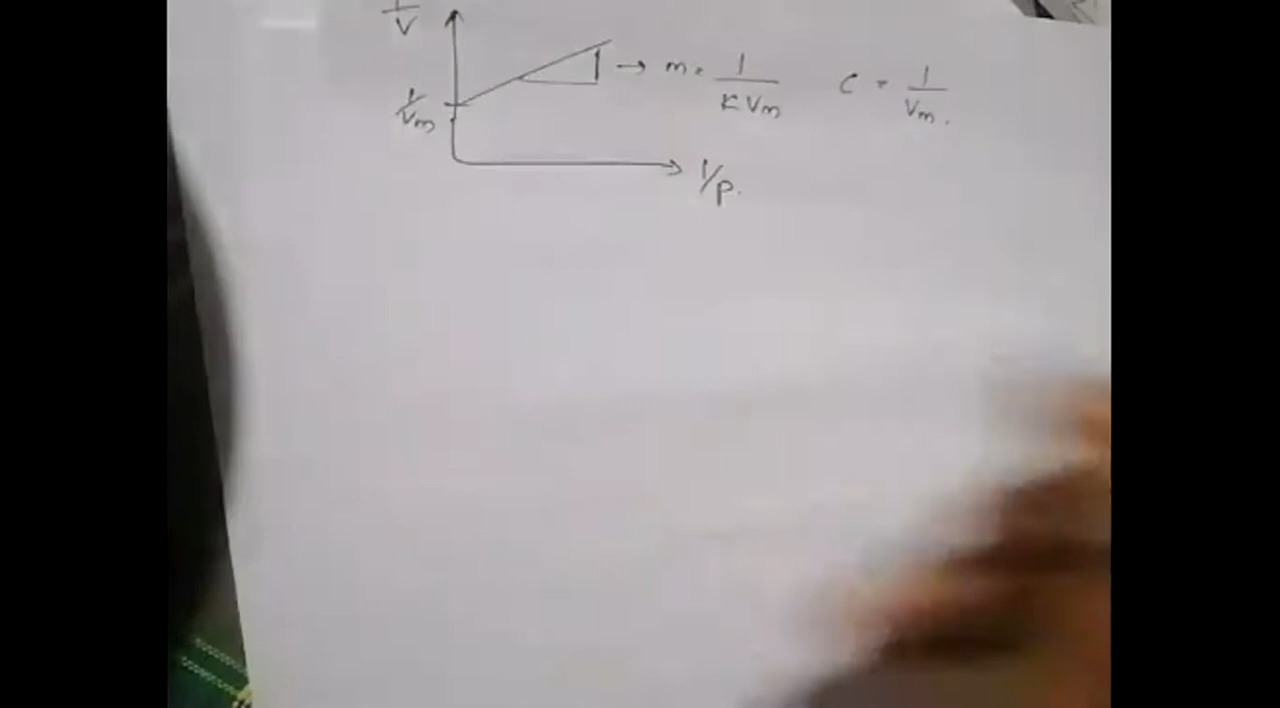 1/V
1/Vm → m = 1/KVm C = 1/Vm.
1/P.